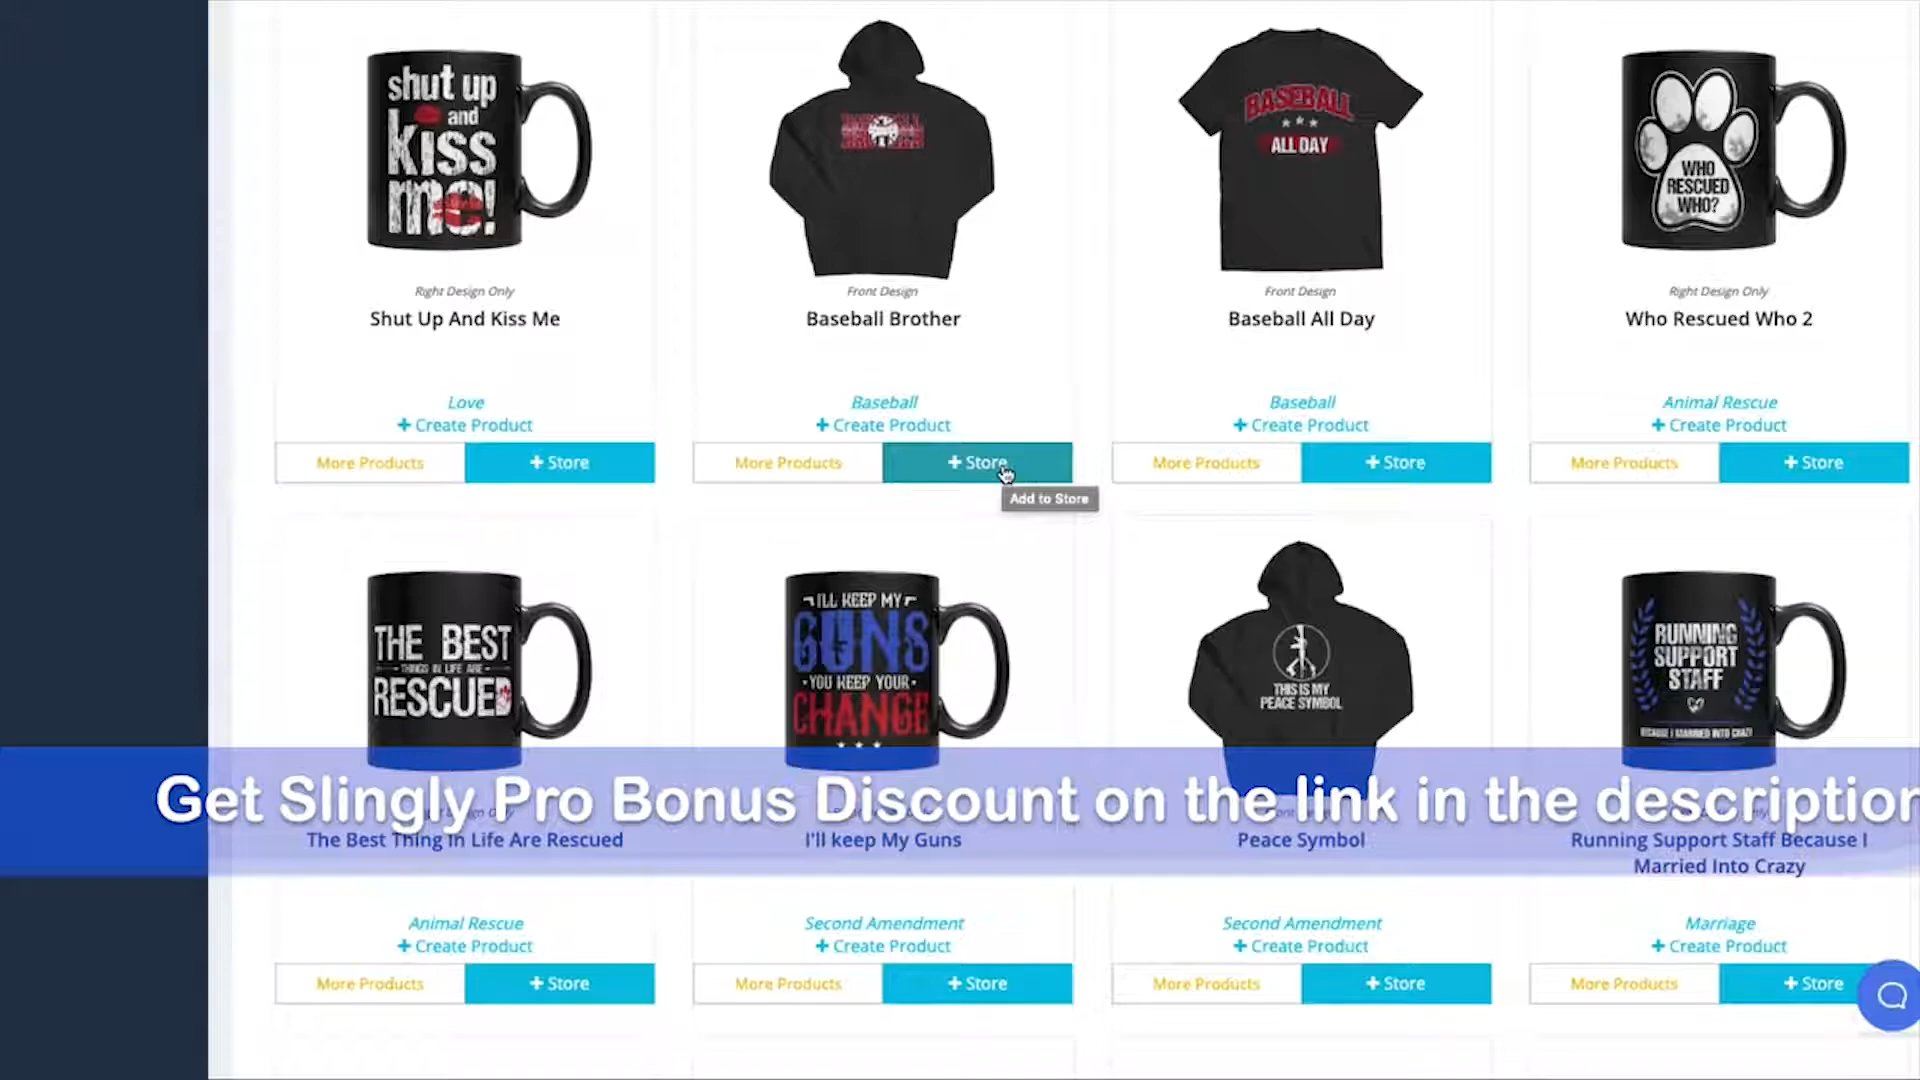 shut up
and
kiss
me!
BASEBALL
★ ★ ★
ALL DAY
WHO
RESCUED
WHO?
Right Design Only
Front Design
Front Design
Right Design Only
Shut Up And Kiss Me
Baseball Brother
Baseball All Day
Who Rescued Who 2
Love
Baseball
Baseball
Animal Rescue
+ Create Product
+ Create Product
+ Create Product
+ Create Product
More Products
+ Store
More Products
+ Store
More Products
+ Store
More Products
+ Store
Add to Store
THE BEST
THINGS IN LIFE ARE
RESCUED
I'LL KEEP MY
GUNS
• YOU KEEP YOUR •
CHANGE
THIS IS MY
PEACE SYMBOL
RUNNING
SUPPORT
STAFF
BECAUSE I MARRIED INTO CRAZY
Get Slingly Pro Bonus Discount on the link in the description
The Best Thing In Life Are Rescued
I'll keep My Guns
Peace Symbol
Running Support Staff Because I
Married Into Crazy
Animal Rescue
Second Amendment
Second Amendment
Marriage
+ Create Product
+ Create Product
+ Create Product
+ Create Product
More Products
+ Store
More Products
+ Store
More Products
+ Store
More Products
+ Store